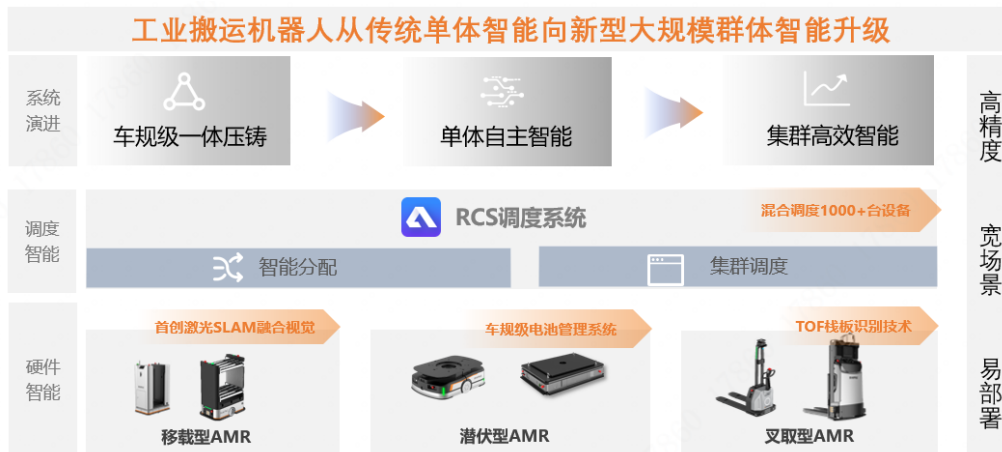 工业搬运机器人从传统单体智能向新型大规模群体智能升级
系统
演进
车规级一体压铸
单体自主智能
集群高效智能
高精度
调度
智能
RCS调度系统
混合调度1000+台设备
智能分配
集群调度
宽场景
硬件
智能
首创激光SLAM融合视觉
车规级电池管理系统
TOF栈板识别技术
移载型AMR
潜伏型AMR
叉取型AMR
易部署